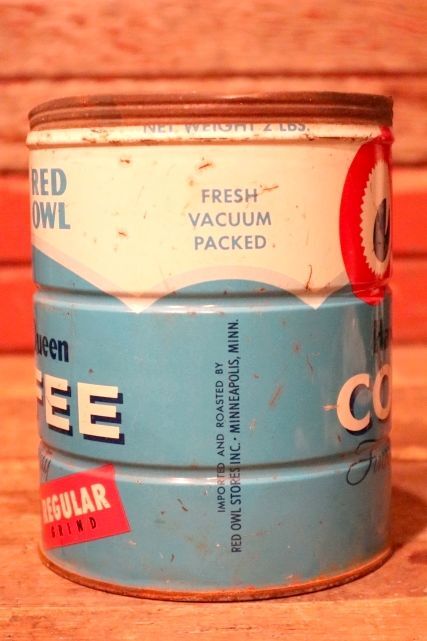 NET WEIGHT 2 LBS.
RED
OWL
FRESH
VACUUM
PACKED
ueen
FEE
REGULAR
GRIND
IMPORTED AND ROASTED BY
RED OWL STORES INC. • MINNEAPOLIS, MINN.
CO